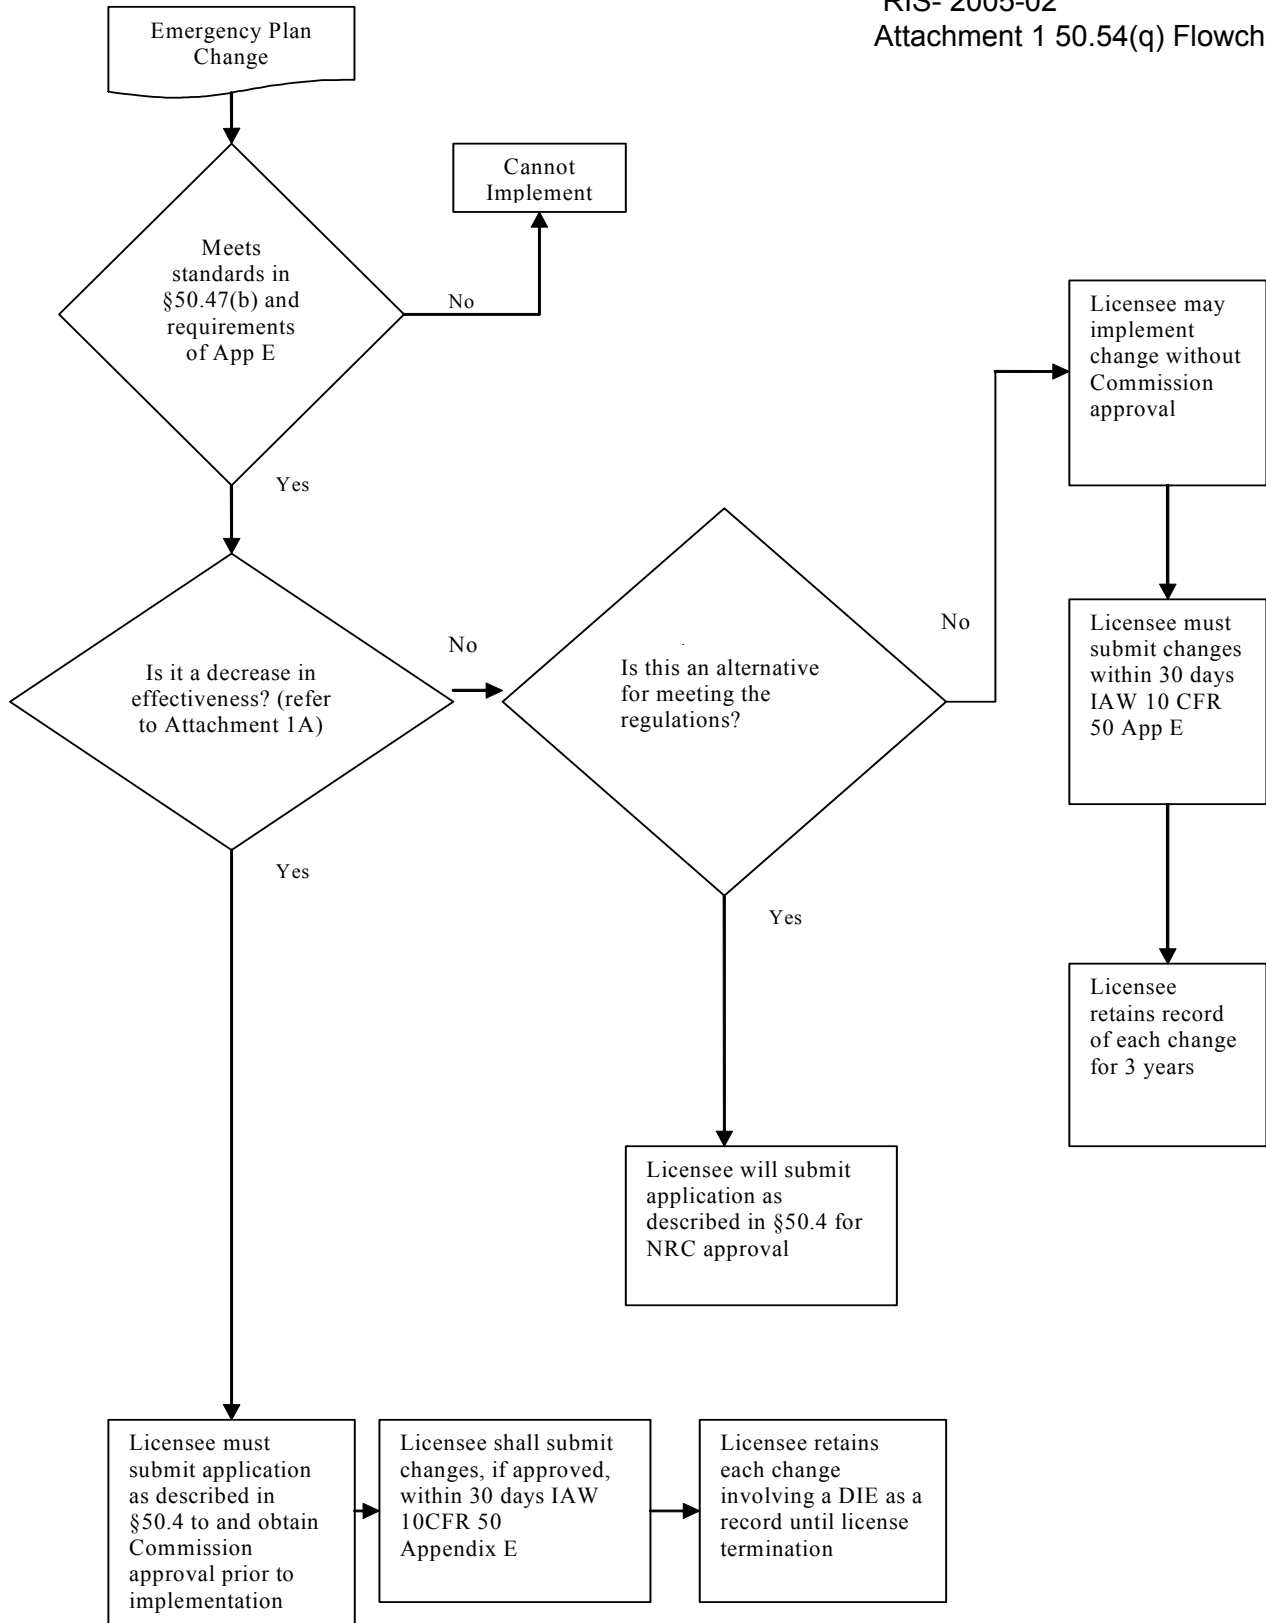 RIS- 2005-02
Attachment 1 50.54(q) Flowch
Emergency Plan
Change
Cannot
Implement
Meets
standards in
§50.47(b) and
requirements
of App E
No
Yes
Licensee may
implement
change without
Commission
approval
Is it a decrease in
effectiveness? (refer
to Attachment 1A)
No
Is this an alternative
for meeting the
regulations?
No
Licensee must
submit changes
within 30 days
IAW 10 CFR
50 App E
Yes
Yes
Licensee
retains record
of each change
for 3 years
Licensee will submit
application as
described in §50.4 for
NRC approval
Licensee must
submit application
as described in
§50.4 to and obtain
Commission
approval prior to
implementation
Licensee shall submit
changes, if approved,
within 30 days IAW
10CFR 50
Appendix E
Licensee retains
each change
involving a DIE as a
record until license
termination